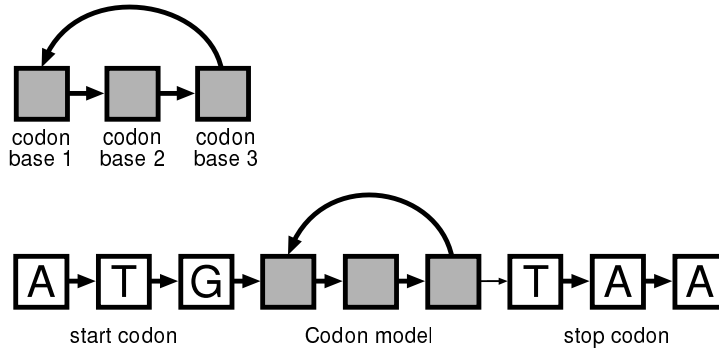 codon codon codon
base 1 base 2 base 3
A T G T A A
start codon Codon model stop codon